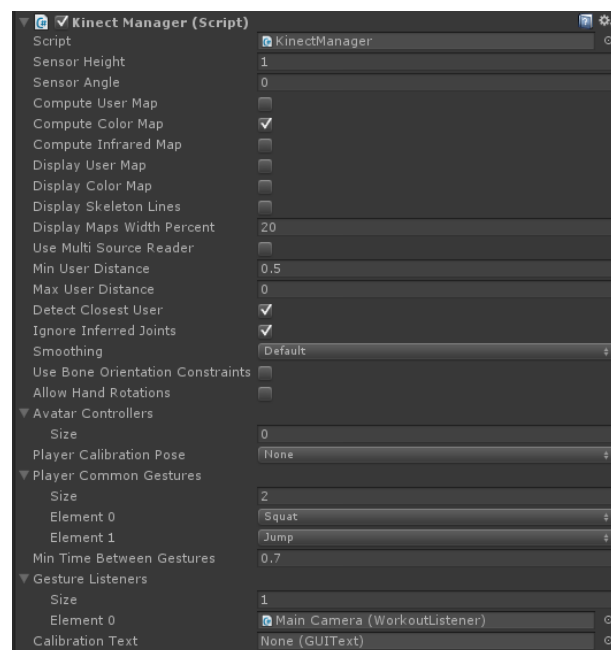 Kinect Manager (Script)
Script KinectManager
Sensor Height 1
Sensor Angle 0
Compute User Map
Compute Color Map
Compute Infrared Map
Display User Map
Display Color Map
Display Skeleton Lines
Display Maps Width Percent 20
Use Multi Source Reader
Min User Distance 0.5
Max User Distance 0
Detect Closest User
Ignore Inferred Joints
Smoothing Default
Use Bone Orientation Constraints
Allow Hand Rotations
Avatar Controllers
Size 0
Player Calibration Pose None
Player Common Gestures
Size 2
Element 0 Squat
Element 1 Jump
Min Time Between Gestures 0.7
Gesture Listeners
Size 1
Element 0 Main Camera (WorkoutListener)
Calibration Text None (GUIText)